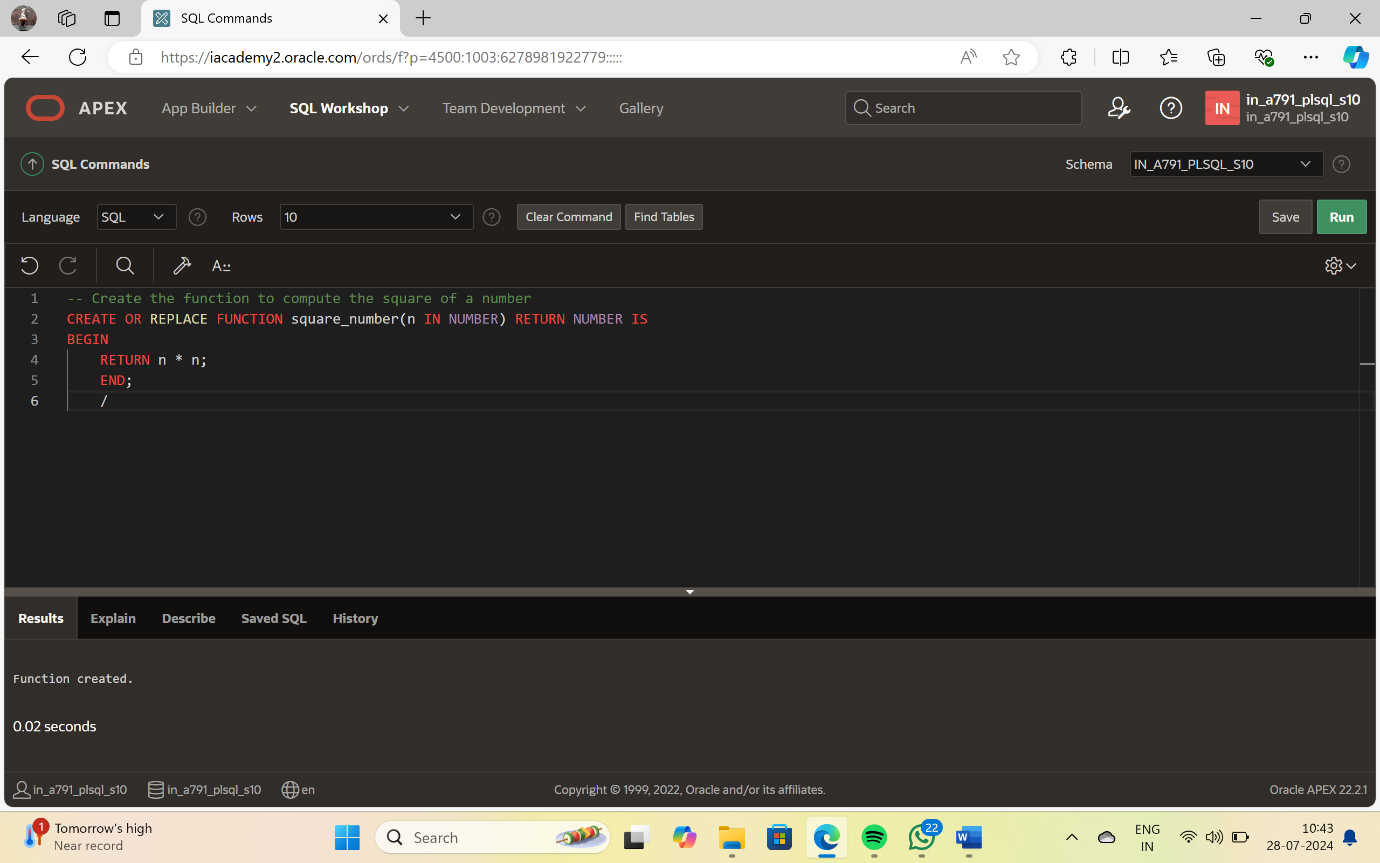 SQL Commands
https://iacademy2.oracle.com/ords/f?p=4500:1003:6278981922779:::::
APEX App Builder SQL Workshop Team Development Gallery Search IN in_a791_plsql_s10
in_a791_plsql_s10
SQL Commands Schema IN_A791_PLSQL_S10
Language SQL Rows 10 Clear Command Find Tables Save Run
1 -- Create the function to compute the square of a number
2 CREATE OR REPLACE FUNCTION square_number(n IN NUMBER) RETURN NUMBER IS
3 BEGIN
4 RETURN n * n;
5 END;
6 /
Results Explain Describe Saved SQL History
Function created.
0.02 seconds
in_a791_plsql_s10 in_a791_plsql_s10 en Copyright © 1999, 2022, Oracle and/or its affiliates. Oracle APEX 22.2.1
1 Tomorrow's high
Near record
Search
22
ENG
IN
10:43
28-07-2024